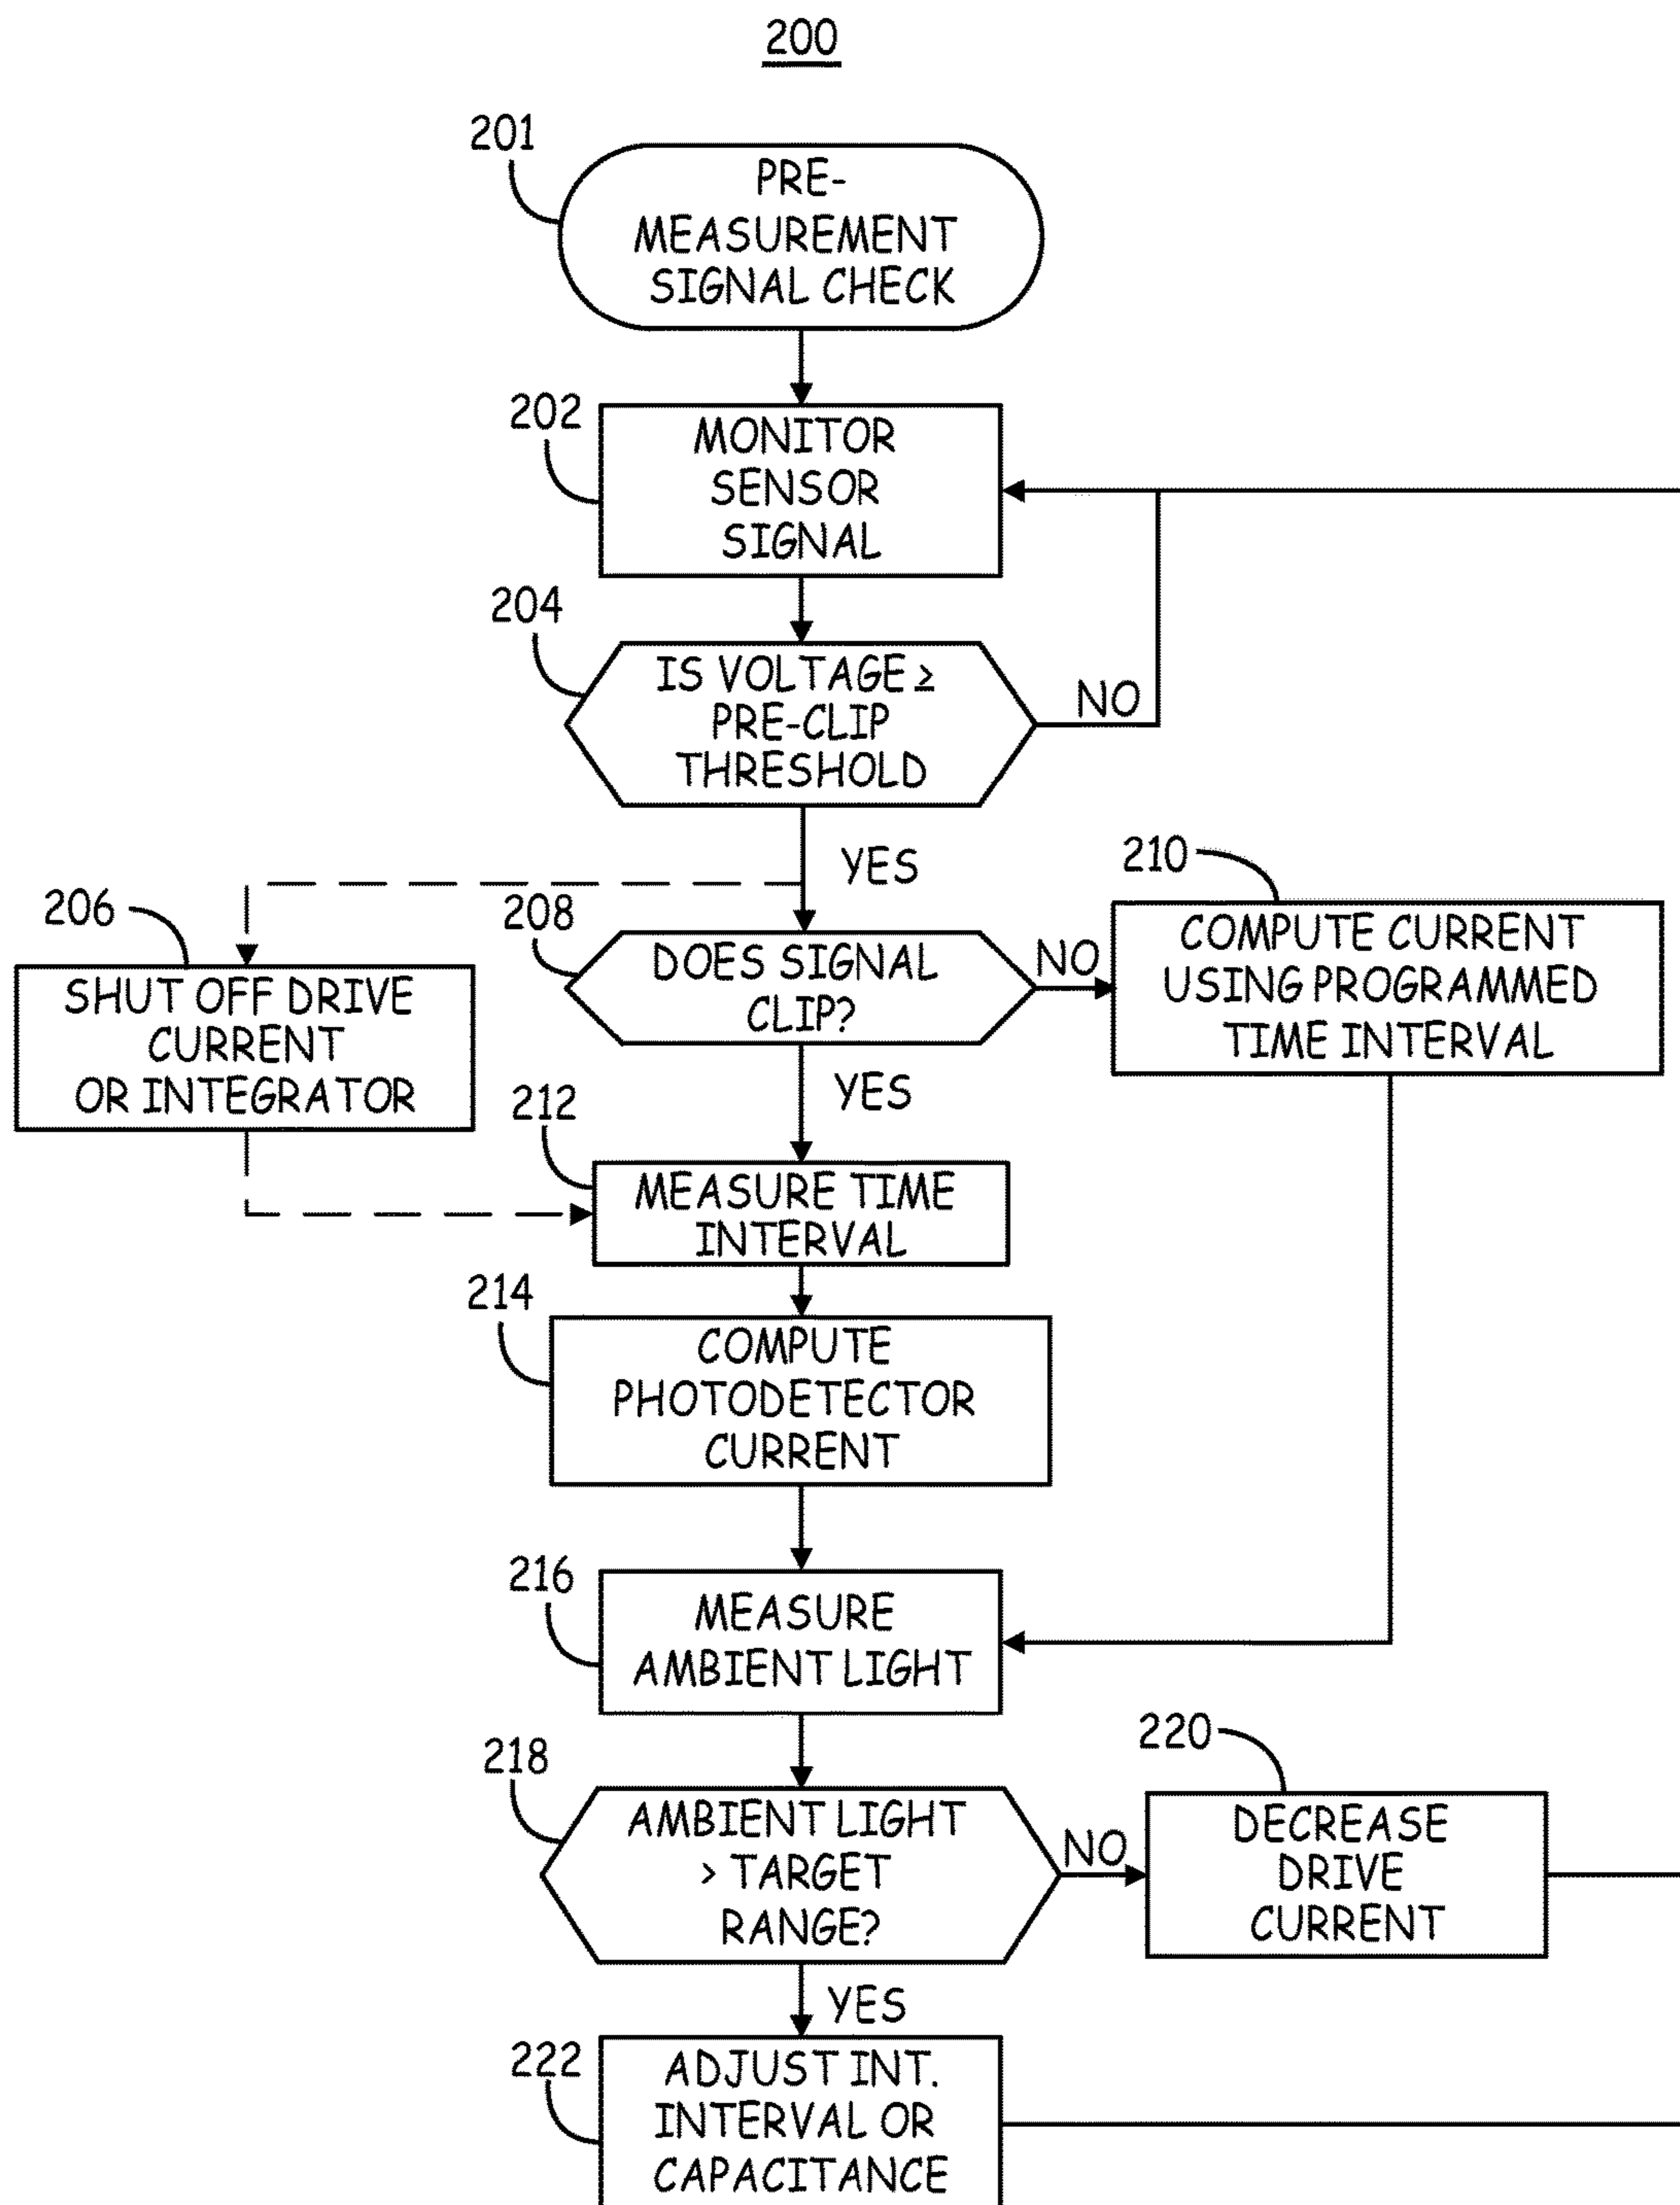 200
201
PRE-
MEASUREMENT
SIGNAL CHECK
202
MONITOR
SENSOR
SIGNAL
204
IS VOLTAGE ≥
PRE-CLIP
THRESHOLD
NO
YES
206
SHUT OFF DRIVE
CURRENT
OR INTEGRATOR
208
DOES SIGNAL
CLIP?
NO
210
COMPUTE CURRENT
USING PROGRAMMED
TIME INTERVAL
YES
212
MEASURE TIME
INTERVAL
214
COMPUTE
PHOTODETECTOR
CURRENT
216
MEASURE
AMBIENT LIGHT
218
AMBIENT LIGHT
> TARGET
RANGE?
NO
220
DECREASE
DRIVE
CURRENT
YES
222
ADJUST INT.
INTERVAL OR
CAPACITANCE